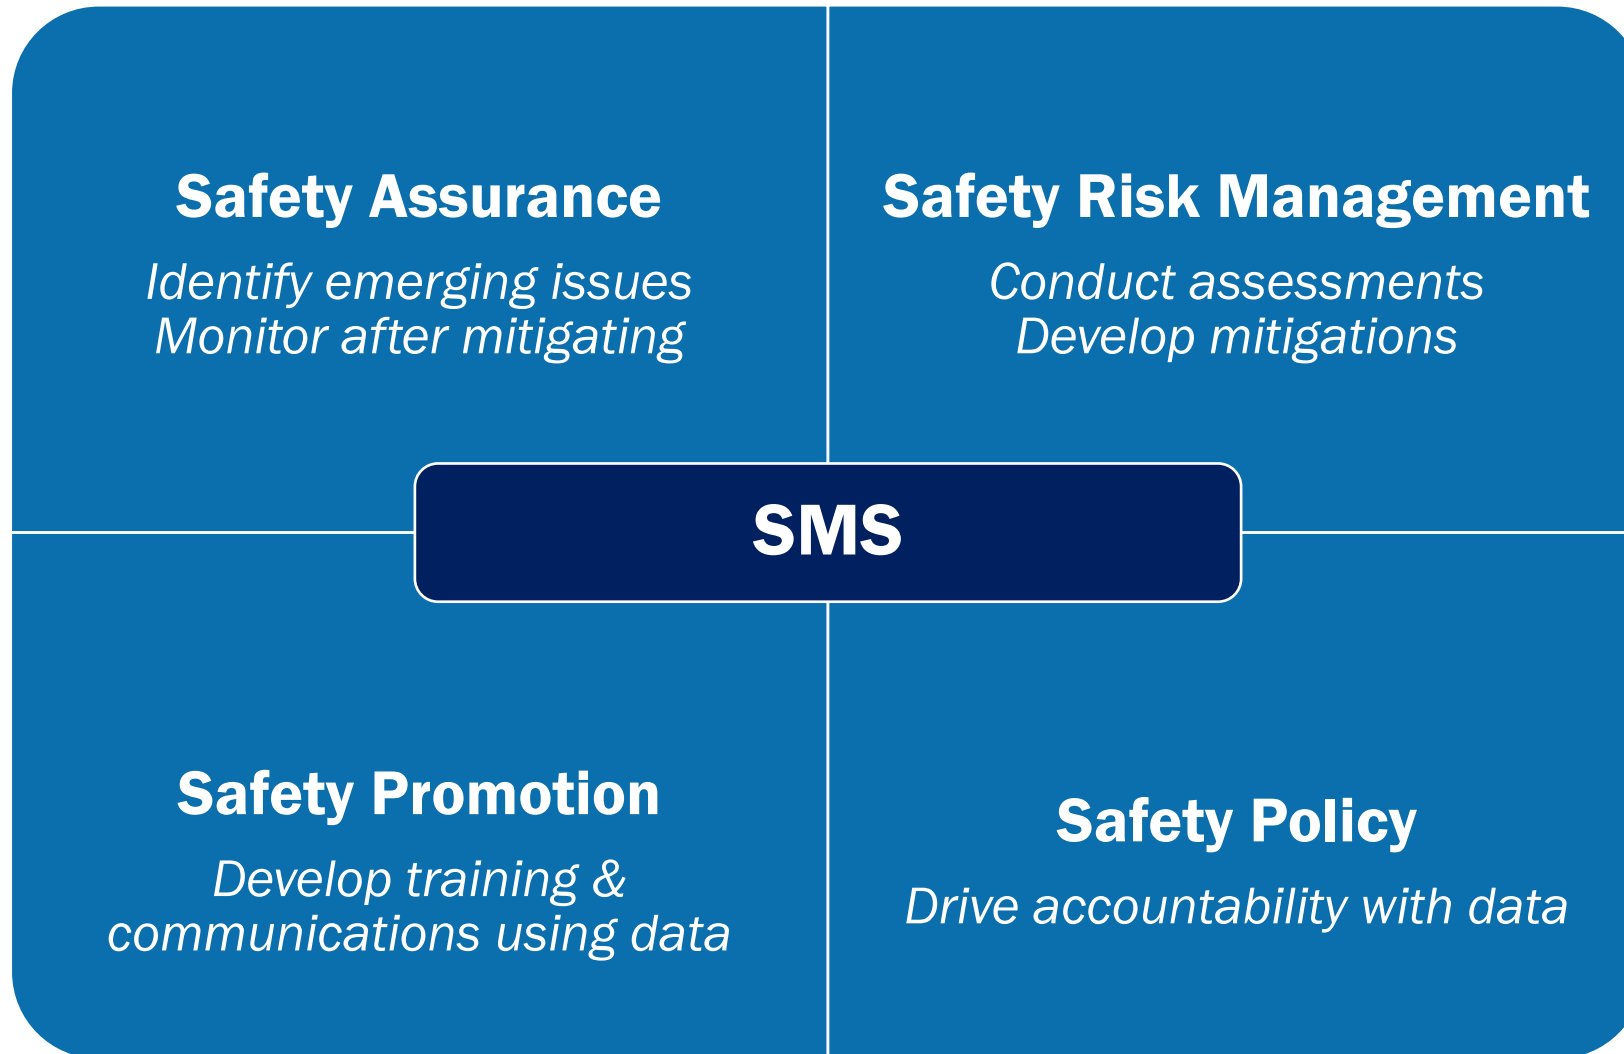 Safety Assurance
Identify emerging issues
Monitor after mitigating
Safety Risk Management
Conduct assessments
Develop mitigations
SMS
Safety Promotion
Develop training &
communications using data
Safety Policy
Drive accountability with data